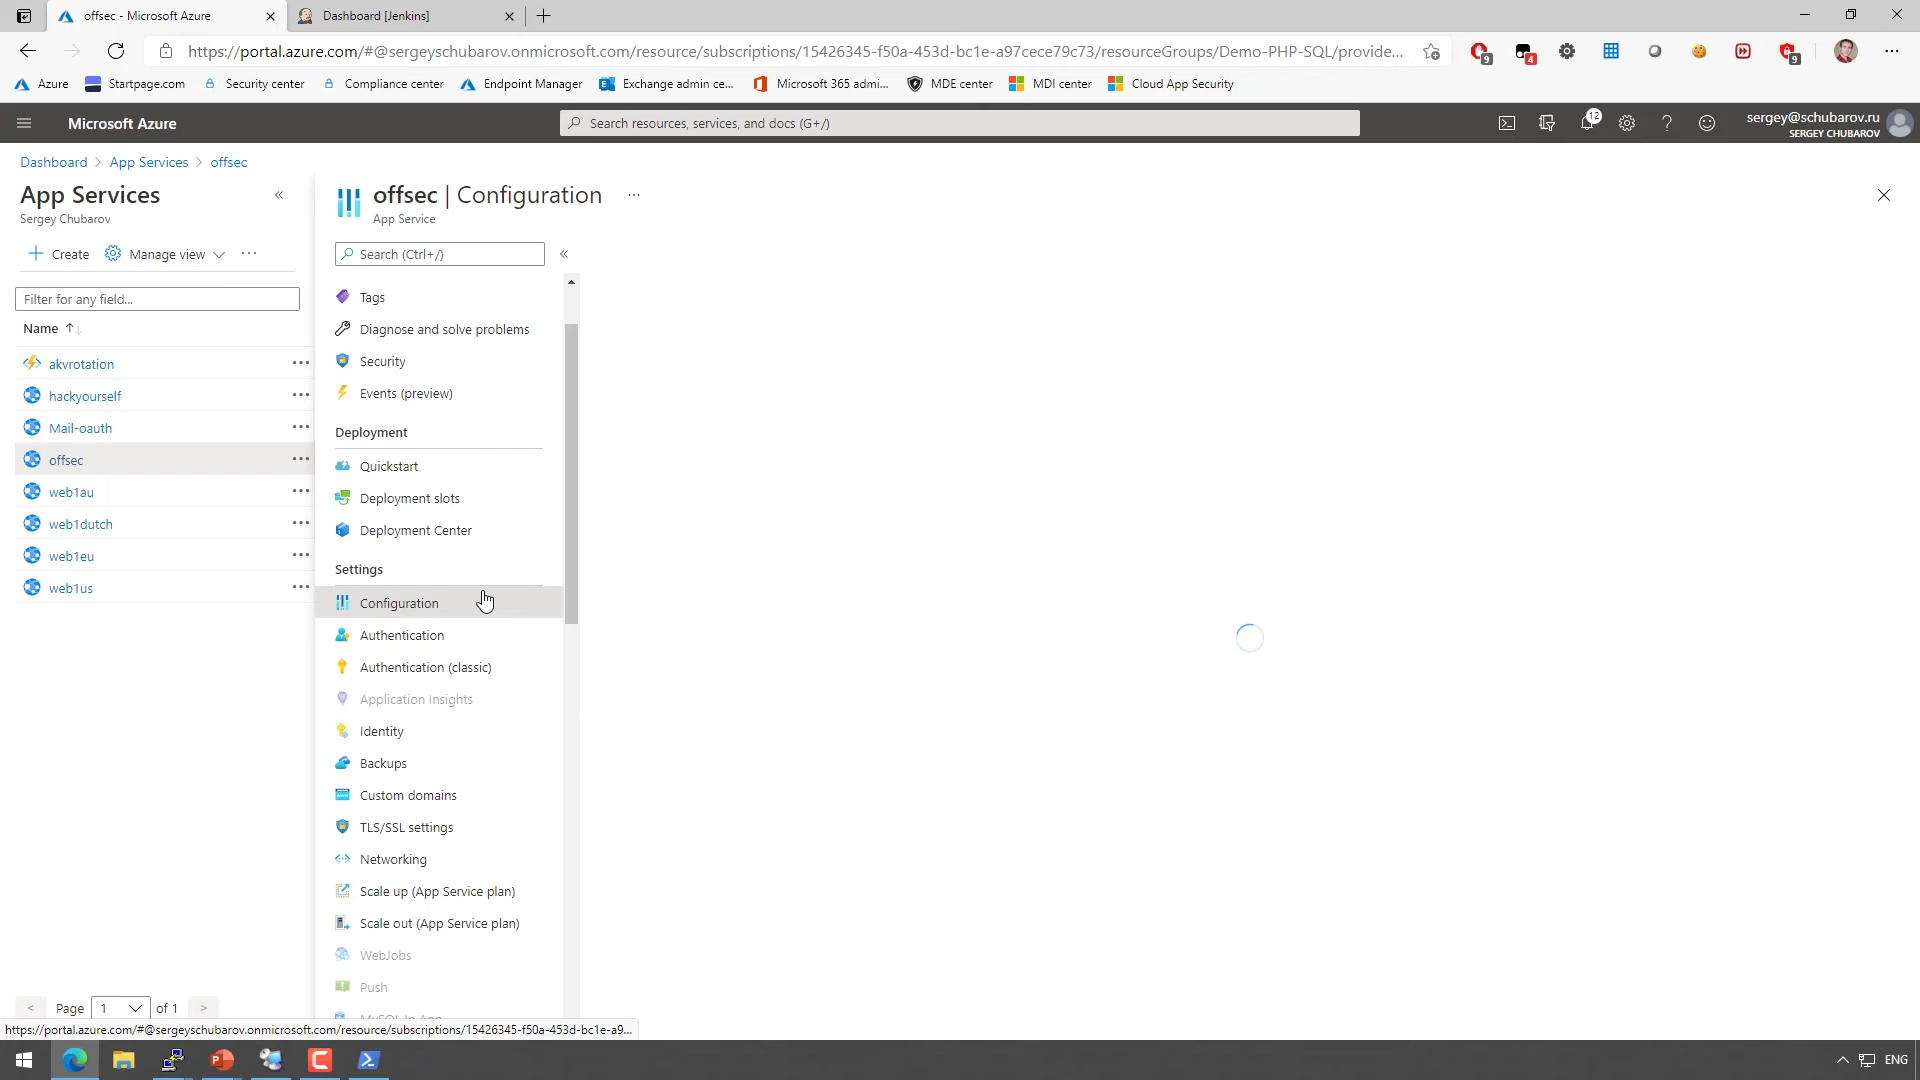 offsec - Microsoft Azure
Dashboard [Jenkins]
https://portal.azure.com/#@sergeyschubarov.onmicrosoft.com/resource/subscriptions/15426345-f50a-453d-bc1e-a97cece79c73/resourceGroups/Demo-PHP-SQL/provide...
9
4
9
Azure
Startpage.com
Security center
Compliance center
Endpoint Manager
Exchange admin ce...
Microsoft 365 admi...
MDE center
MDI center
Cloud App Security
Microsoft Azure
Search resources, services, and docs (G+/)
12
sergey@schubarov.ru
SERGEY CHUBAROV
Dashboard > App Services > offsec
App Services
Sergey Chubarov
Create
Manage view
Filter for any field...
Name
akvrotation
hackyourself
Mail-oauth
offsec
web1au
web1dutch
web1eu
web1us
< Page 1 of 1 >
offsec | Configuration
App Service
Search (Ctrl+/)
Tags
Diagnose and solve problems
Security
Events (preview)
Deployment
Quickstart
Deployment slots
Deployment Center
Settings
Configuration
Authentication
Authentication (classic)
Application Insights
Identity
Backups
Custom domains
TLS/SSL settings
Networking
Scale up (App Service plan)
Scale out (App Service plan)
WebJobs
Push
MySQL In App
https://portal.azure.com/#@sergeyschubarov.onmicrosoft.com/resource/subscriptions/15426345-f50a-453d-bc1e-a9...
ENG